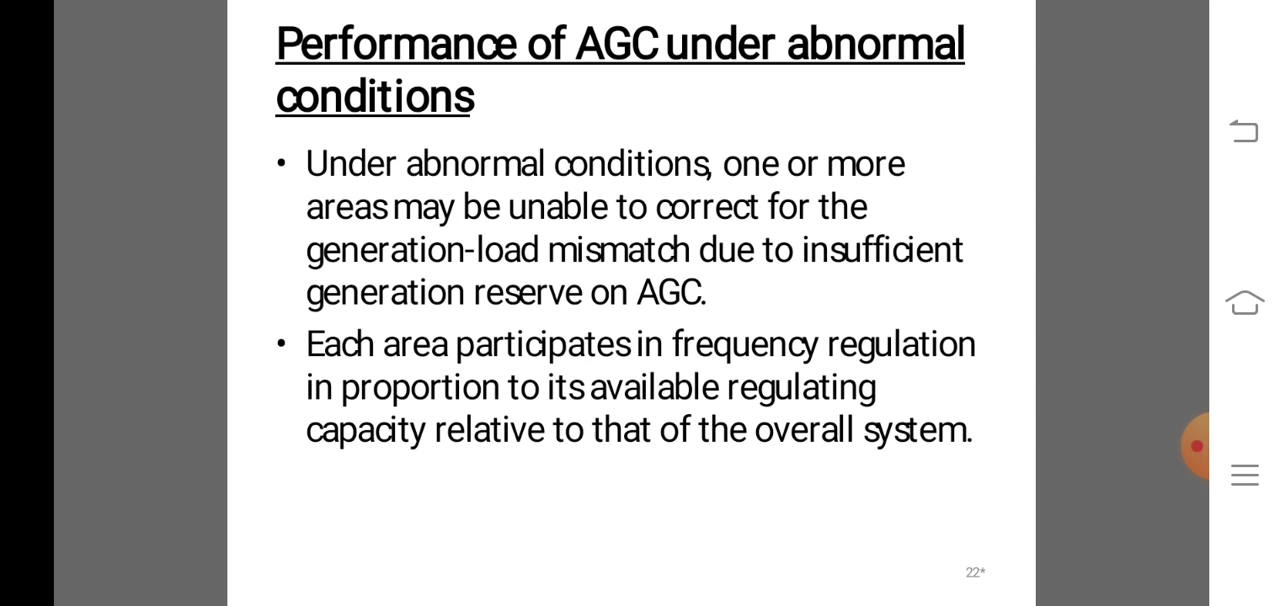 Performance of AGC under abnormal
conditions
• Under abnormal conditions, one or more
areas may be unable to correct for the
generation-load mismatch due to insufficient
generation reserve on AGC.
• Each area participates in frequency regulation
in proportion to its available regulating
capacity relative to that of the overall system.
22*